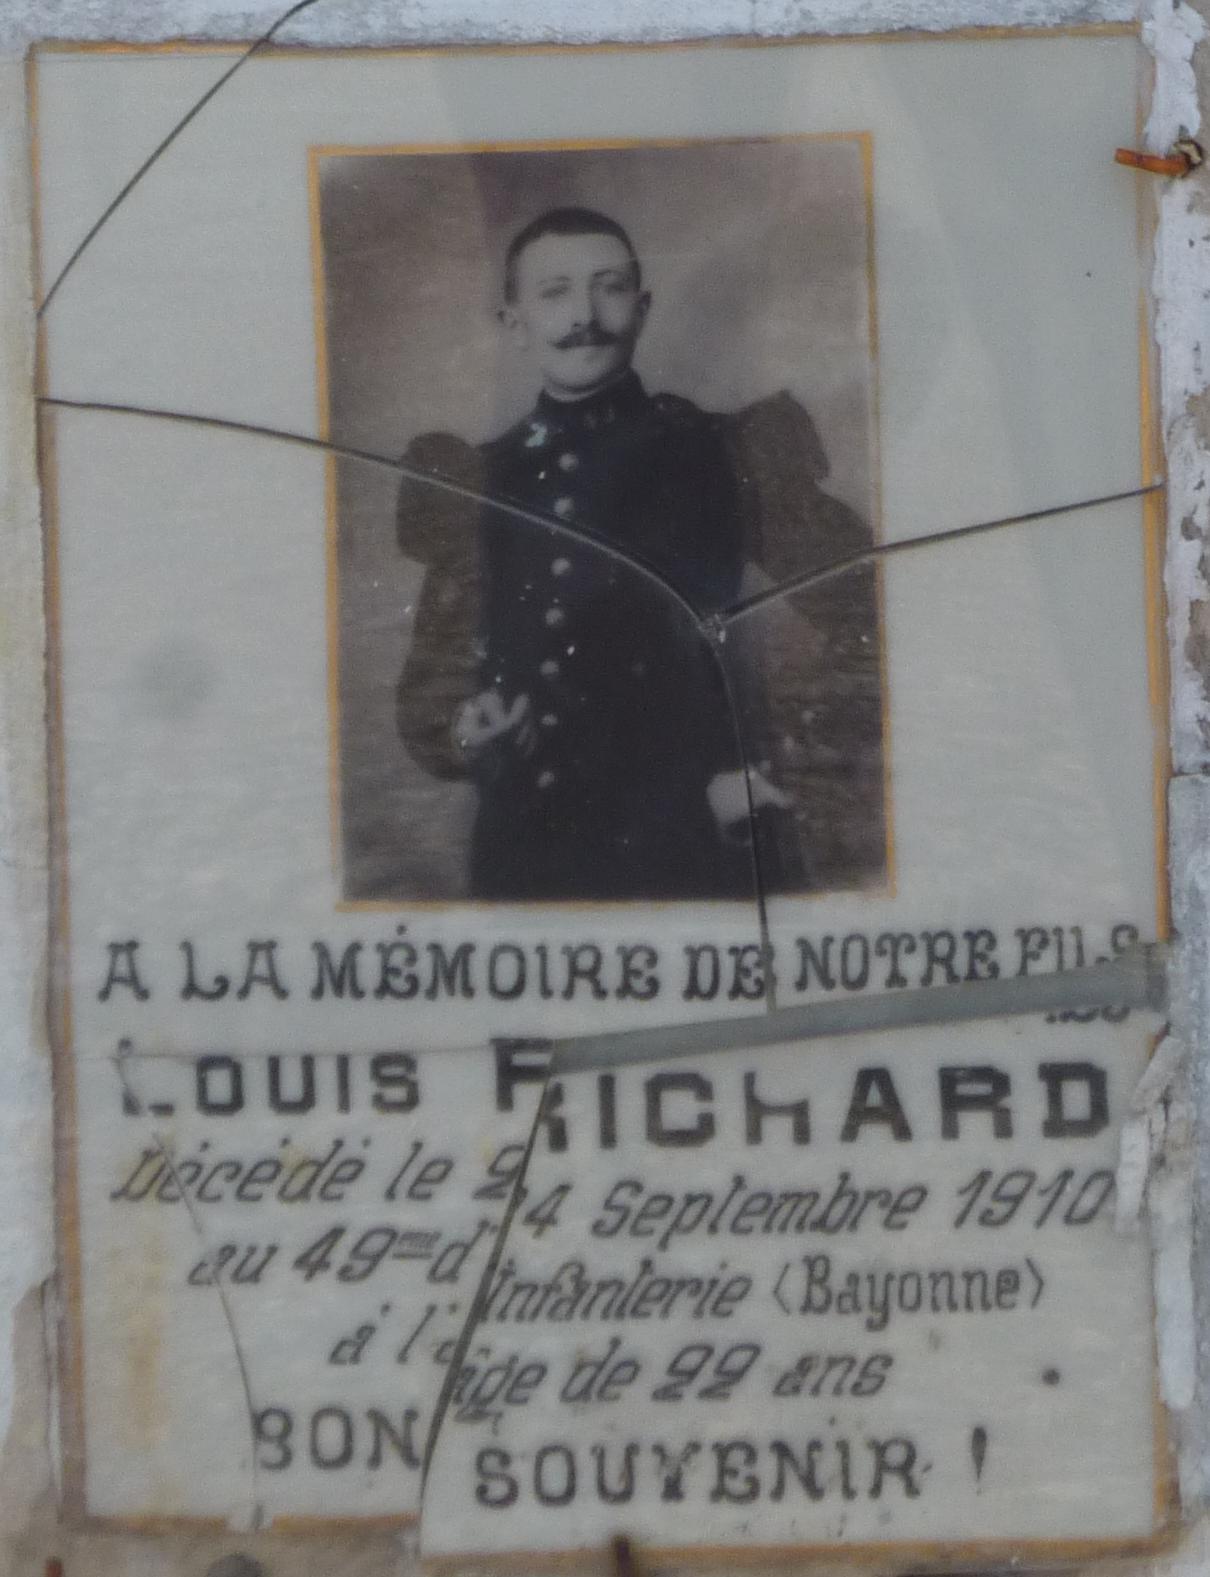 A LA MÉMOIRE DE NOTRE FILS
LOUIS RICHARD
Décédé le 24 Septembre 1910
au 49me d'Infanterie (Bayonne)
à l'âge de 22 ans
BON SOUVENIR !